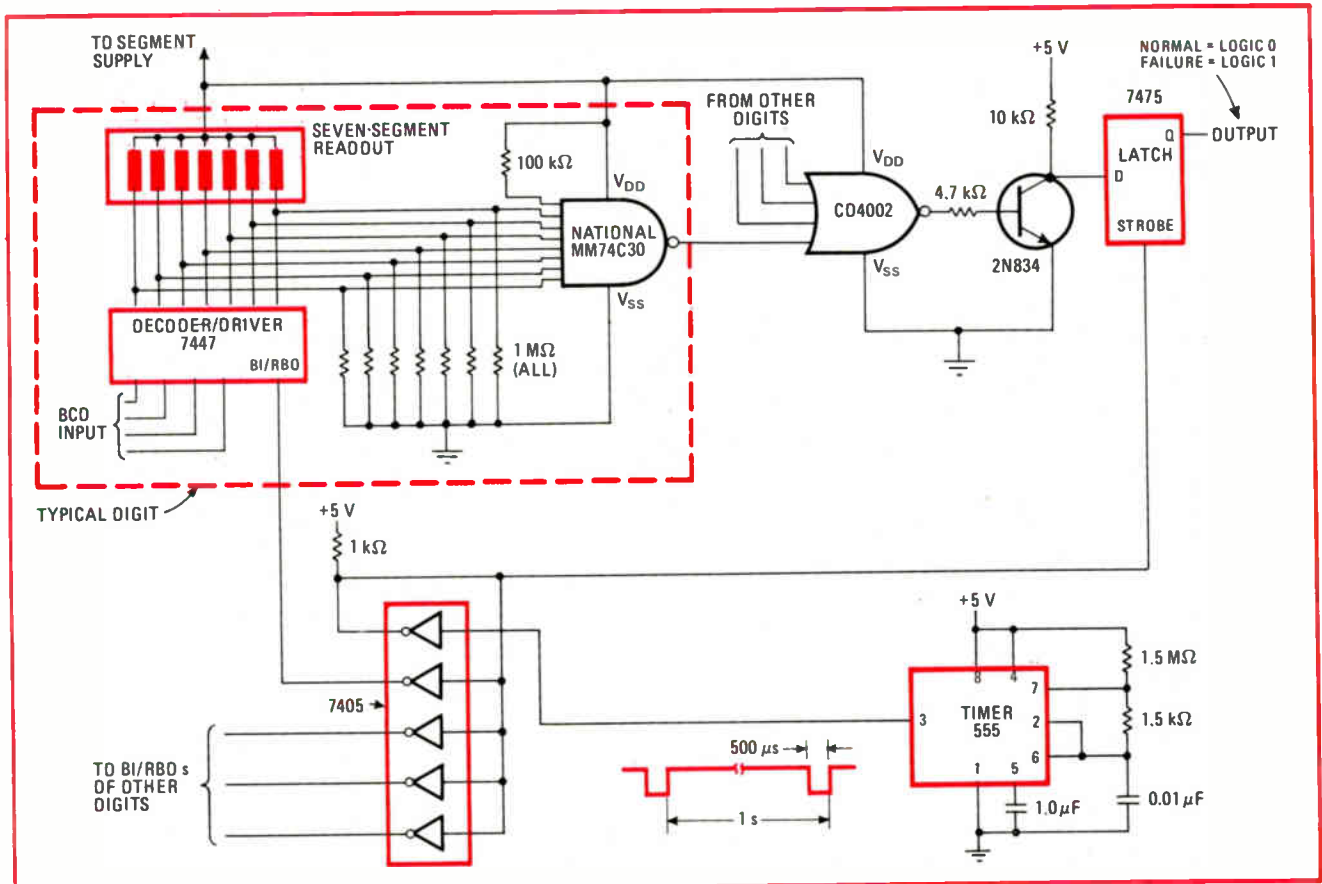 TO SEGMENT
SUPPLY
SEVEN-SEGMENT
READOUT
100 kΩ
VDD
NATIONAL
MM74C30
VSS
1 MΩ
(ALL)
DECODER/DRIVER
7447
BI/RBO
BCD
INPUT
TYPICAL DIGIT
FROM OTHER
DIGITS
VDD
CD4002
VSS
4.7 kΩ
+5 V
10 kΩ
2N834
NORMAL = LOGIC 0
FAILURE = LOGIC 1
7475
Q
LATCH
D
STROBE
OUTPUT
+5 V
1 kΩ
7405
TO BI/RBO s
OF OTHER
DIGITS
500 μs
1 s
+5 V
8
4
7
3
TIMER
555
2
6
1
5
1.5 MΩ
1.5 kΩ
1.0 μF
0.01 μF